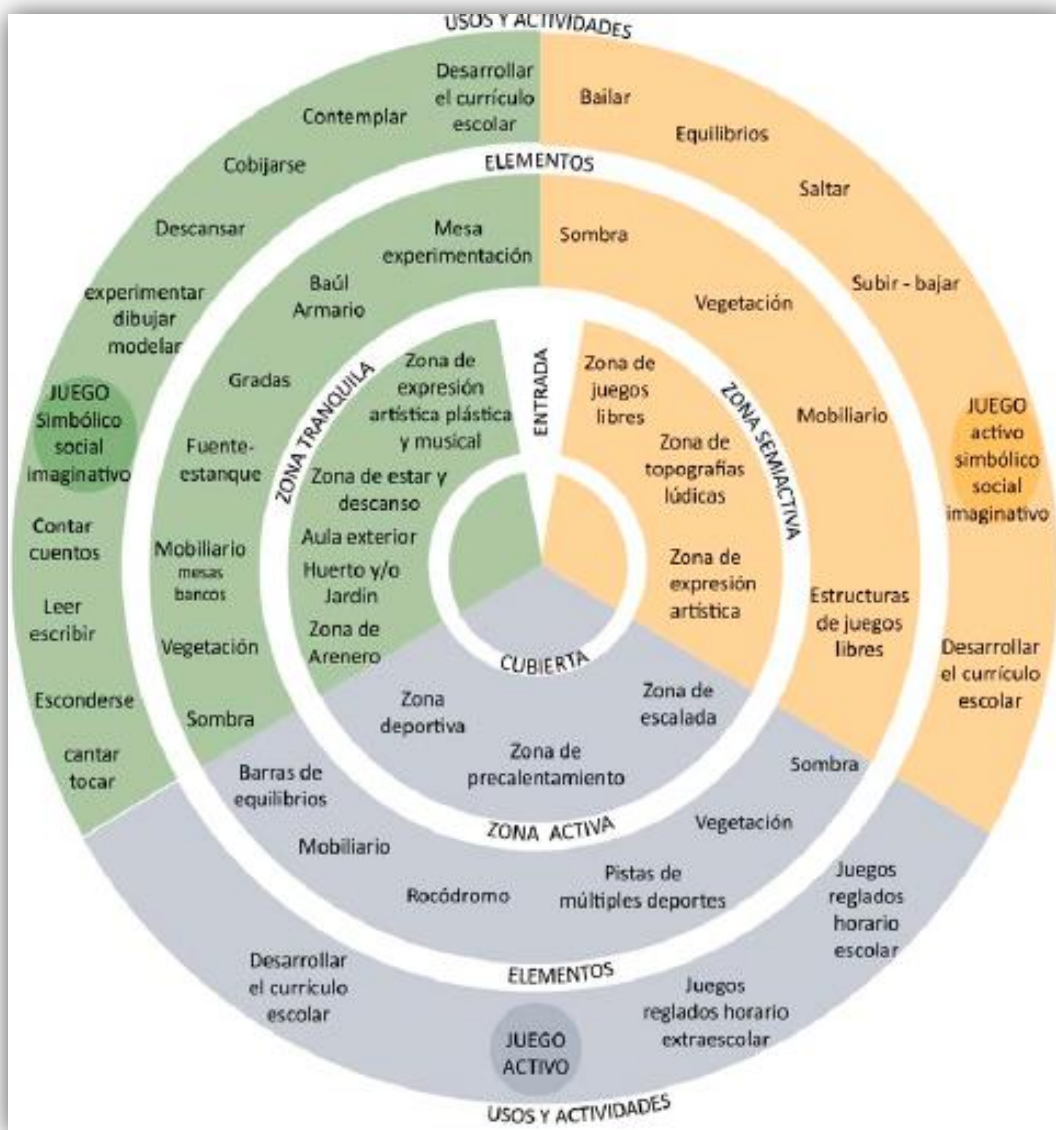 USOS Y ACTIVIDADES
Desarrollar
el currículo
escolar
Contemplar
Cobijarse
Descansar
experimentar
dibujar
modelar
JUEGO
Simbólico
social
imaginativo
Contar
cuentos
Leer
escribir
Esconderse
cantar
tocar
Bailar
Equilibrios
Saltar
Subir - bajar
JUEGO
activo
simbólico
social
imaginativo
Desarrollar
el currículo
escolar
ELEMENTOS
Mesa
experimentación
Baúl
Armario
Gradas
Fuente-
estanque
Mobiliario
mesas
bancos
Vegetación
Sombra
Sombra
Vegetación
Mobiliario
Estructuras
de juegos
libres
ZONA TRANQUILA
Zona de
expresión
artística plástica
y musical
Zona de estar y
descanso
Aula exterior
Huerto y/o
Jardín
Zona de
Arenero
ENTRADA
ZONA SEMIACTIVA
Zona de
juegos
libres
Zona de
topografías
lúdicas
Zona de
expresión
artística
CUBIERTA
Zona
deportiva
Zona de
escalada
Zona de
precalentamiento
ZONA ACTIVA
Barras de
equilibrios
Mobiliario
Rocódromo
Pistas de
múltiples deportes
Vegetación
Sombra
ELEMENTOS
Desarrollar
el currículo
escolar
JUEGO
ACTIVO
Juegos
reglados horario
extraescolar
Juegos
reglados
horario
escolar
USOS Y ACTIVIDADES